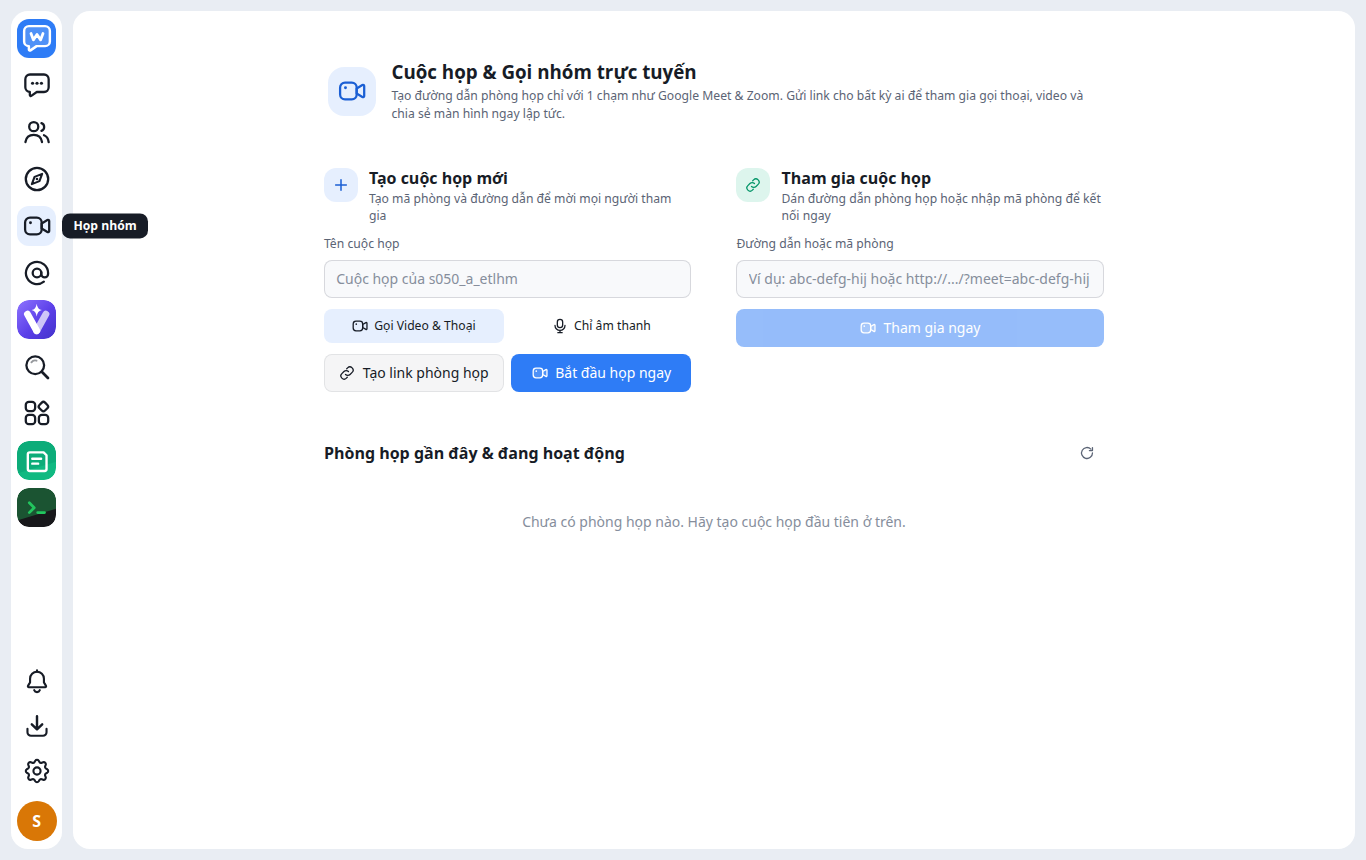 Cuộc họp & Gọi nhóm trực tuyến
Tạo đường dẫn phòng họp chỉ với 1 chạm như Google Meet & Zoom. Gửi link cho bất kỳ ai để tham gia gọi thoại, video và
chia sẻ màn hình ngay lập tức.
Tạo cuộc họp mới
Tạo mã phòng và đường dẫn để mời mọi người tham
gia
Tên cuộc họp
Cuộc họp của s050_a_etlhm
Gọi Video & Thoại
Chỉ âm thanh
Tạo link phòng họp
Bắt đầu họp ngay
Tham gia cuộc họp
Dán đường dẫn phòng họp hoặc nhập mã phòng để kết
nối ngay
Đường dẫn hoặc mã phòng
Ví dụ: abc-defg-hij hoặc http://.../?meet=abc-defg-hij
Tham gia ngay
Họp nhóm
Phòng họp gần đây & đang hoạt động
Chưa có phòng họp nào. Hãy tạo cuộc họp đầu tiên ở trên.
S